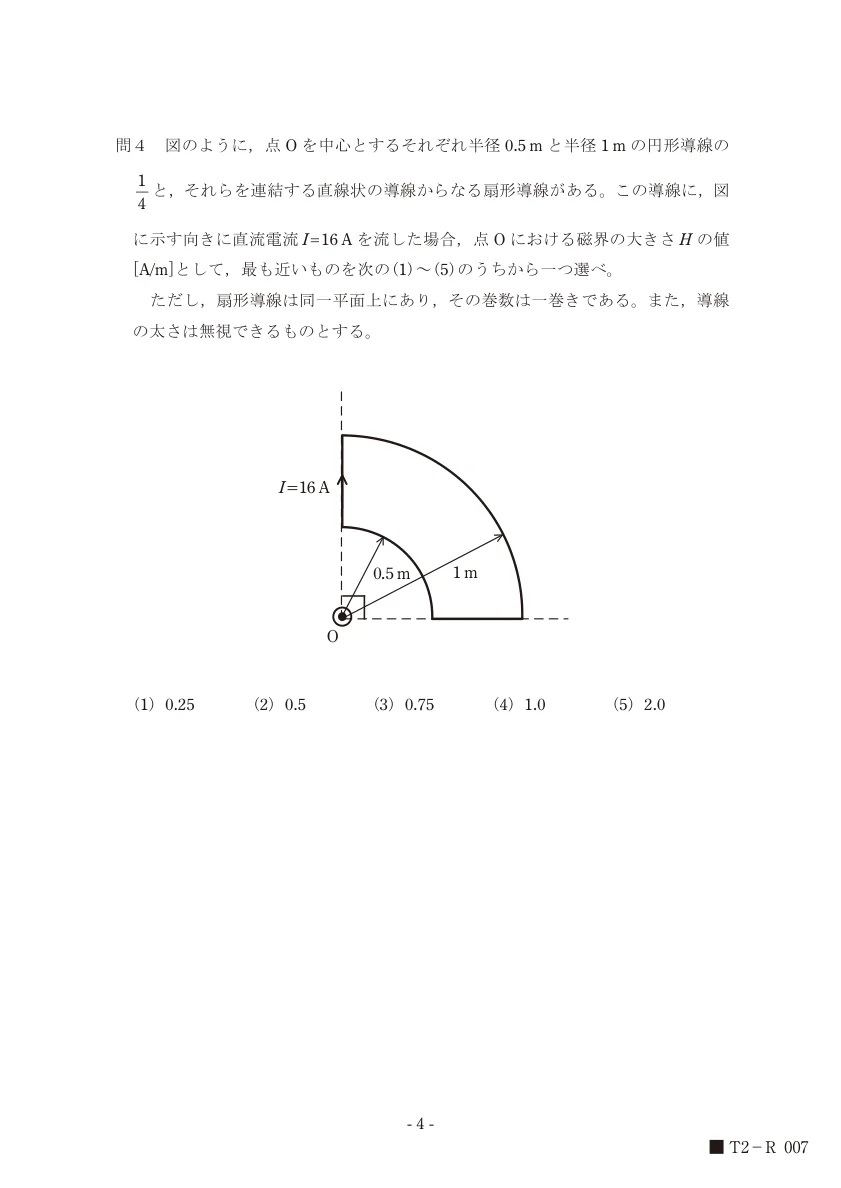 問４　図のように，点 O を中心とするそれぞれ半径 0.5 m と半径 1 m の円形導線の
1
4
と，それらを連結する直線状の導線からなる扇形導線がある。この導線に，図
に示す向きに直流電流 I=16 A を流した場合，点 O における磁界の大きさ H の値
[A/m]として，最も近いものを次の(1)～(5)のうちから一つ選べ。
ただし，扇形導線は同一平面上にあり，その巻数は一巻きである。また，導線
の太さは無視できるものとする。
I=16 A
0.5 m
1 m
O
(1) 0.25 (2) 0.5 (3) 0.75 (4) 1.0 (5) 2.0
- 4 -
■ T2－R 007